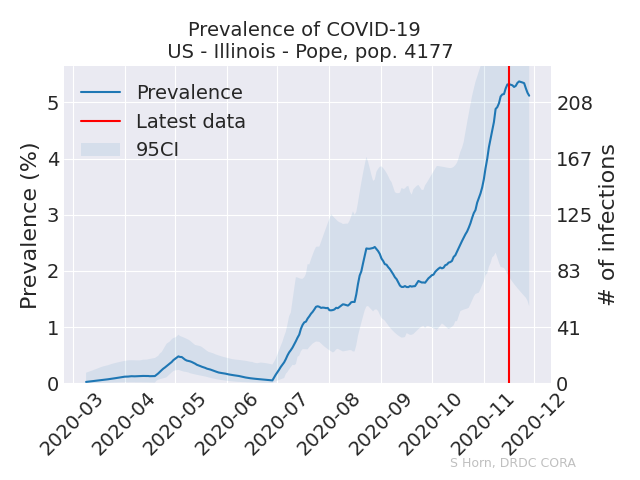 Prevalence of COVID-19
US - Illinois - Pope, pop. 4177
Prevalence
Latest data
95CI
Prevalence (%)
5
4
3
2
1
0
208
167
125
83
41
0
# of infections
2020-03
2020-04
2020-05
2020-06
2020-07
2020-08
2020-09
2020-10
2020-11
2020-12
S Horn, DRDC CORA